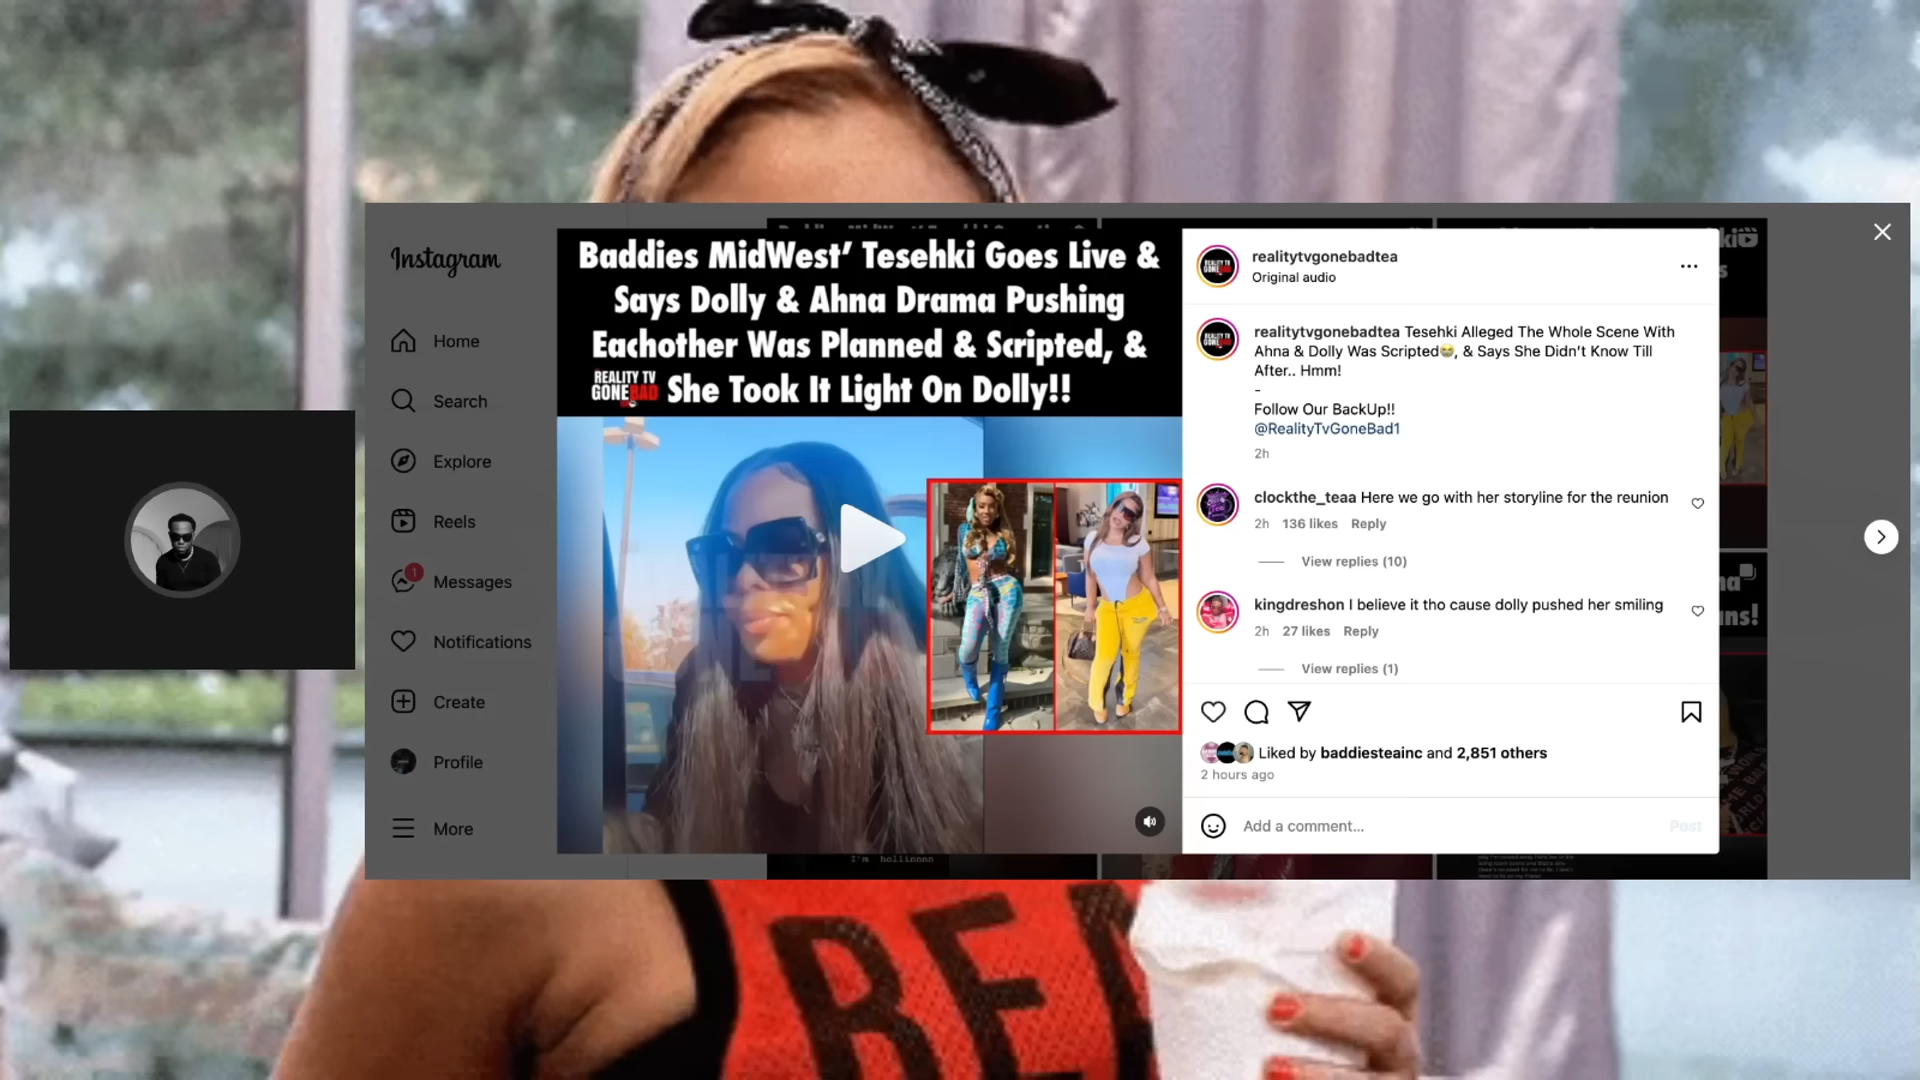 Instagram
Home
Search
Explore
Reels
1
Messages
Notifications
Create
Profile
More
Baddies MidWest’ Tesehki Goes Live &
Says Dolly & Ahna Drama Pushing
Eachother Was Planned & Scripted, &
REALITY TV
GONE BAD
She Took It Light On Dolly!!
realitytvgonebadtea
Original audio
realitytvgonebadtea Tesehki Alleged The Whole Scene With
Ahna & Dolly Was Scripted😭, & Says She Didn’t Know Till
After.. Hmm!
-
Follow Our BackUp!!
@RealityTvGoneBad1
2h
clockthe_teaa Here we go with her storyline for the reunion
2h 136 likes Reply
View replies (10)
kingdreshon I believe it tho cause dolly pushed her smiling
2h 27 likes Reply
View replies (1)
Liked by baddiesteainc and 2,851 others
2 hours ago
Add a comment...
Post
I'm hollinnnn